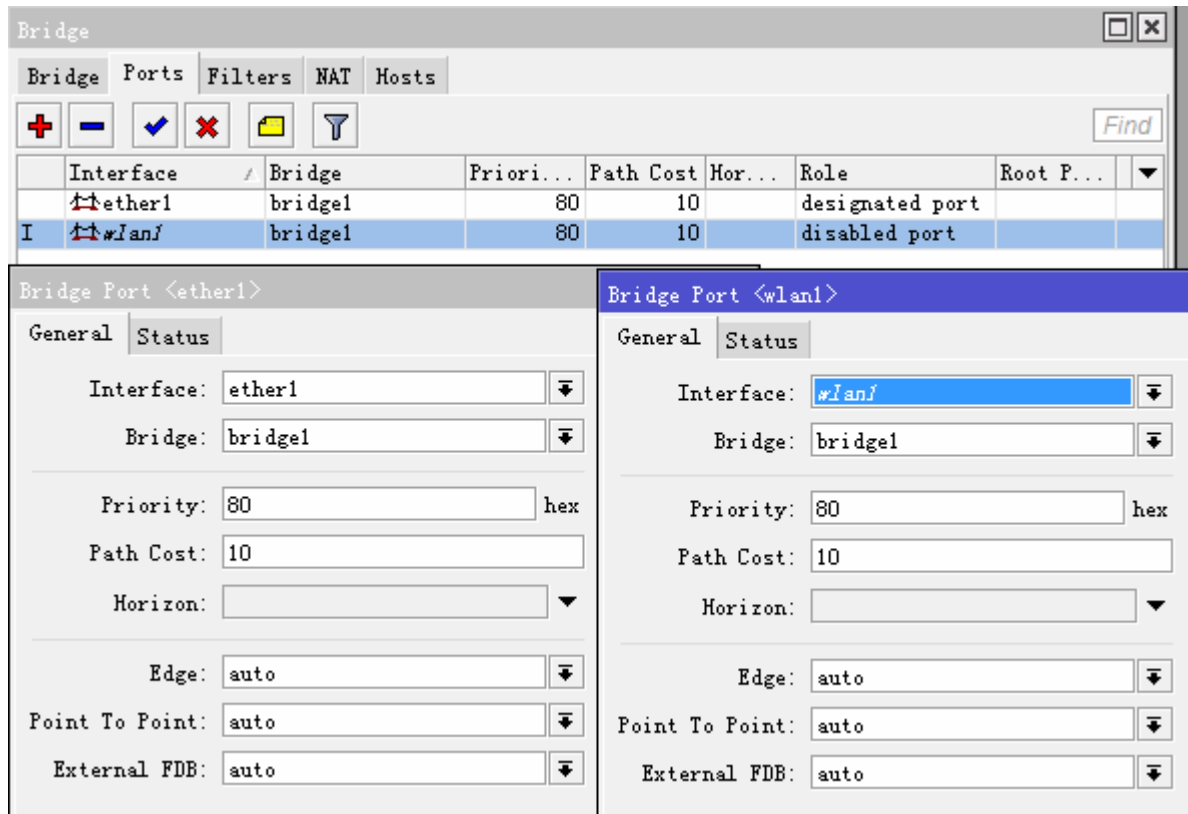 Bridge
Bridge Ports Filters NAT Hosts
Find
Interface Bridge Priori... Path Cost Hor... Role Root P...
ether1 bridge1 80 10 designated port
I wlan1 bridge1 80 10 disabled port
Bridge Port <ether1>
General Status
Interface: ether1
Bridge: bridge1
Priority: 80 hex
Path Cost: 10
Horizon:
Edge: auto
Point To Point: auto
External FDB: auto
Bridge Port <wlan1>
General Status
Interface: wlan1
Bridge: bridge1
Priority: 80 hex
Path Cost: 10
Horizon:
Edge: auto
Point To Point: auto
External FDB: auto